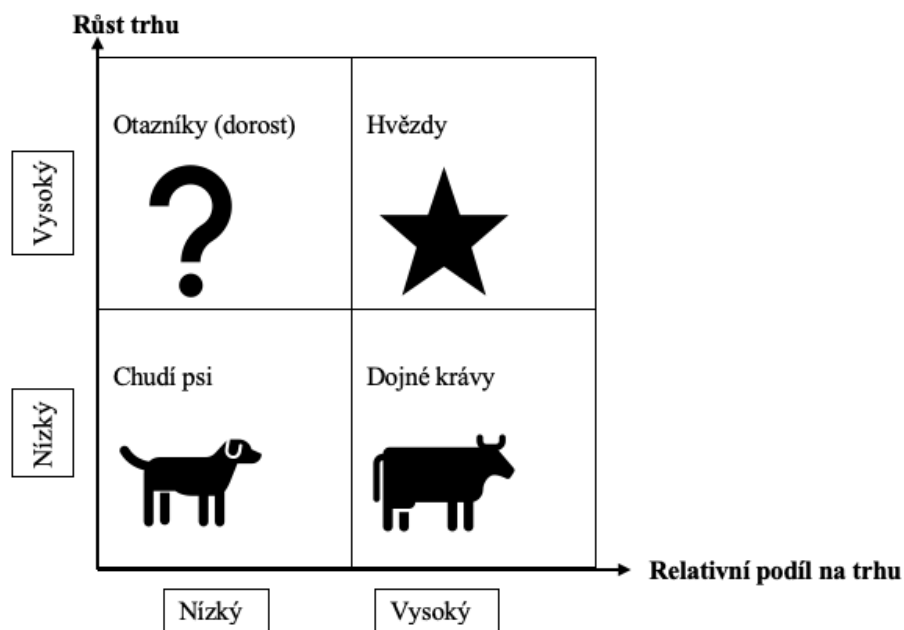 Růst trhu
Otazníky (dorost)
Hvězdy
Vysoký
Chudí psi
Dojné krávy
Nízký
Relativní podíl na trhu
Nízký
Vysoký